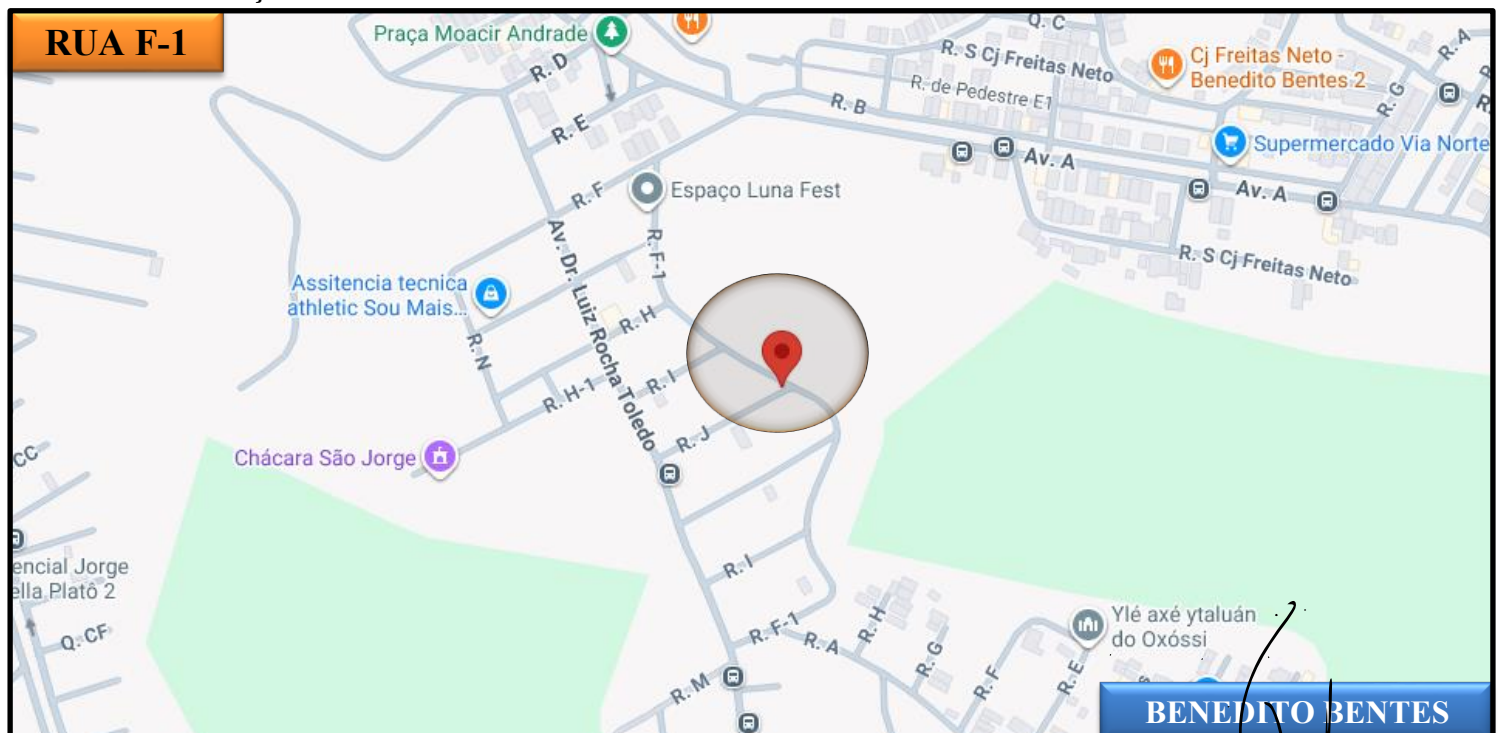 RUA F-1
Praça Moacir Andrade
Q. C
R. A
R. D
R. S Cj Freitas Neto
Cj Freitas Neto -
Benedito Bentes 2
R. de Pedestre E1
R. G
R. E
R. B
Supermercado Via Norte
Av. A
Av. A
R. F
Espaço Luna Fest
R. F-1
R. S Cj Freitas Neto
Av. Dr. Luiz Rocha Toledo
Assitencia tecnica
athletic Sou Mais...
R. H
R. N
R. I
R. H-1
R. J
Chácara São Jorge
CC
encial Jorge
ella Platô 2
R. I
Q. CF
R. F-1
R. A
R. H
R. G
R. F
R. E
Ylé axé ytaluán
do Oxóssi
R. M
BENEDITO BENTES